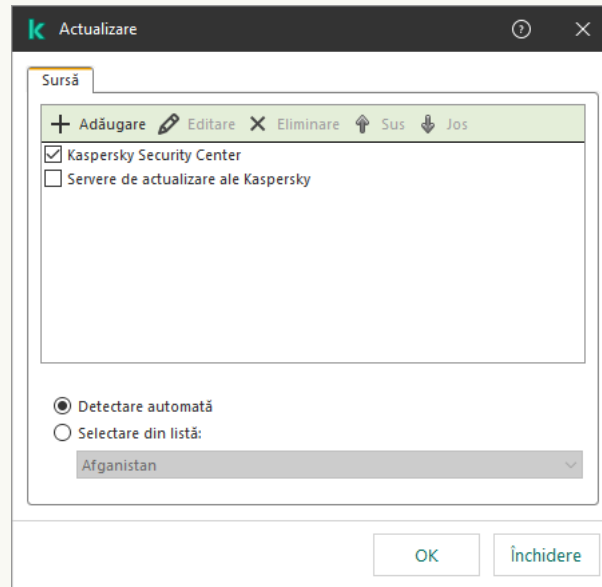 Actualizare
Sursă
Adăugare Editare Eliminare Sus Jos
Kaspersky Security Center
Servere de actualizare ale Kaspersky
Detectare automată
Selectare din listă:
Afganistan
OK Închidere